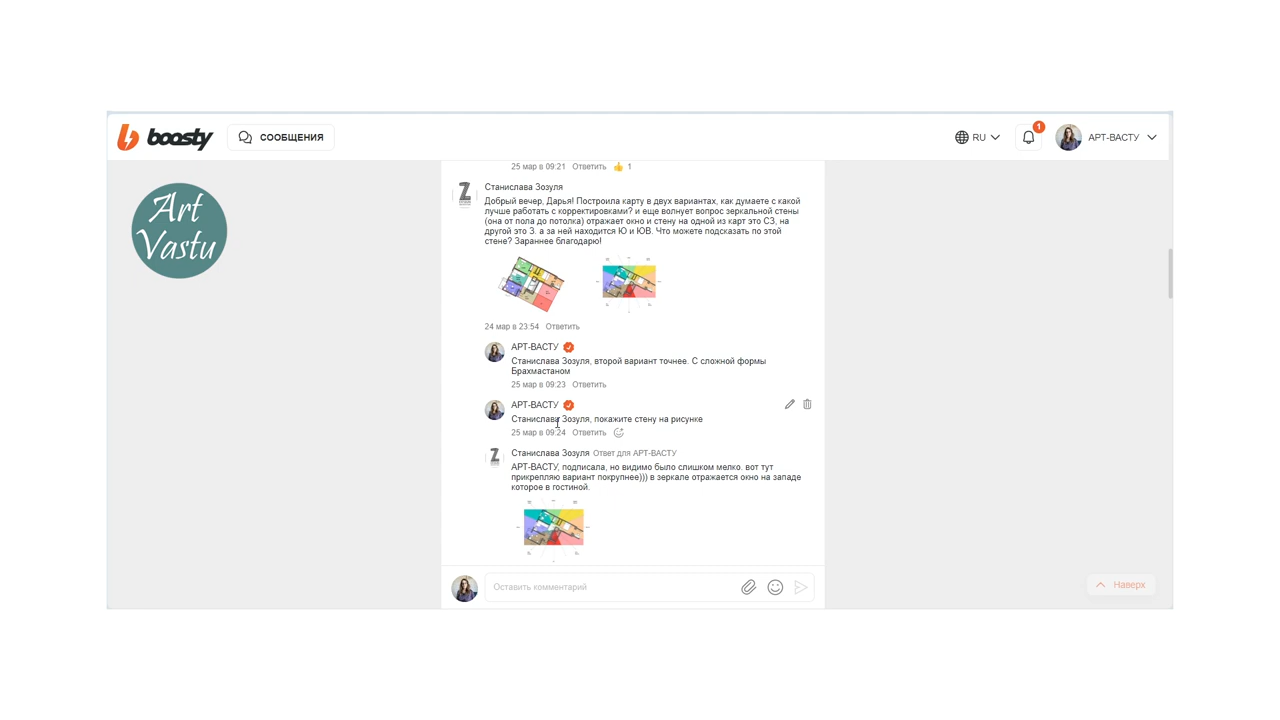 boosty
СООБЩЕНИЯ
RU
1
АРТ-ВАСТУ
Art
Vastu
25 мар в 09:21 Ответить 👍 1
Станислава Зозуля
Добрый вечер, Дарья! Построила карту в двух вариантах, как думаете с какой
лучше работать с корректировками? и еще волнует вопрос зеркальной стены
(она от пола до потолка) отражает окно и стену на одной из карт это СЗ, на
другой это З. а за ней находится Ю и ЮВ. Что можете подсказать по этой
стене? Зараннее благодарю!
24 мар в 23:54 Ответить
АРТ-ВАСТУ
Станислава Зозуля, второй вариант точнее. С сложной формы
Брахмастаном
25 мар в 09:23 Ответить
АРТ-ВАСТУ
Станислава Зозуля, покажите стену на рисунке
25 мар в 09:24 Ответить
Станислава Зозуля Ответ для АРТ-ВАСТУ
АРТ-ВАСТУ, подписала, но видимо было слишком мелко. вот тут
прикрепляю вариант покрупнее))) в зеркале отражается окно на западе
которое в гостиной.
Оставить комментарий
Наверх